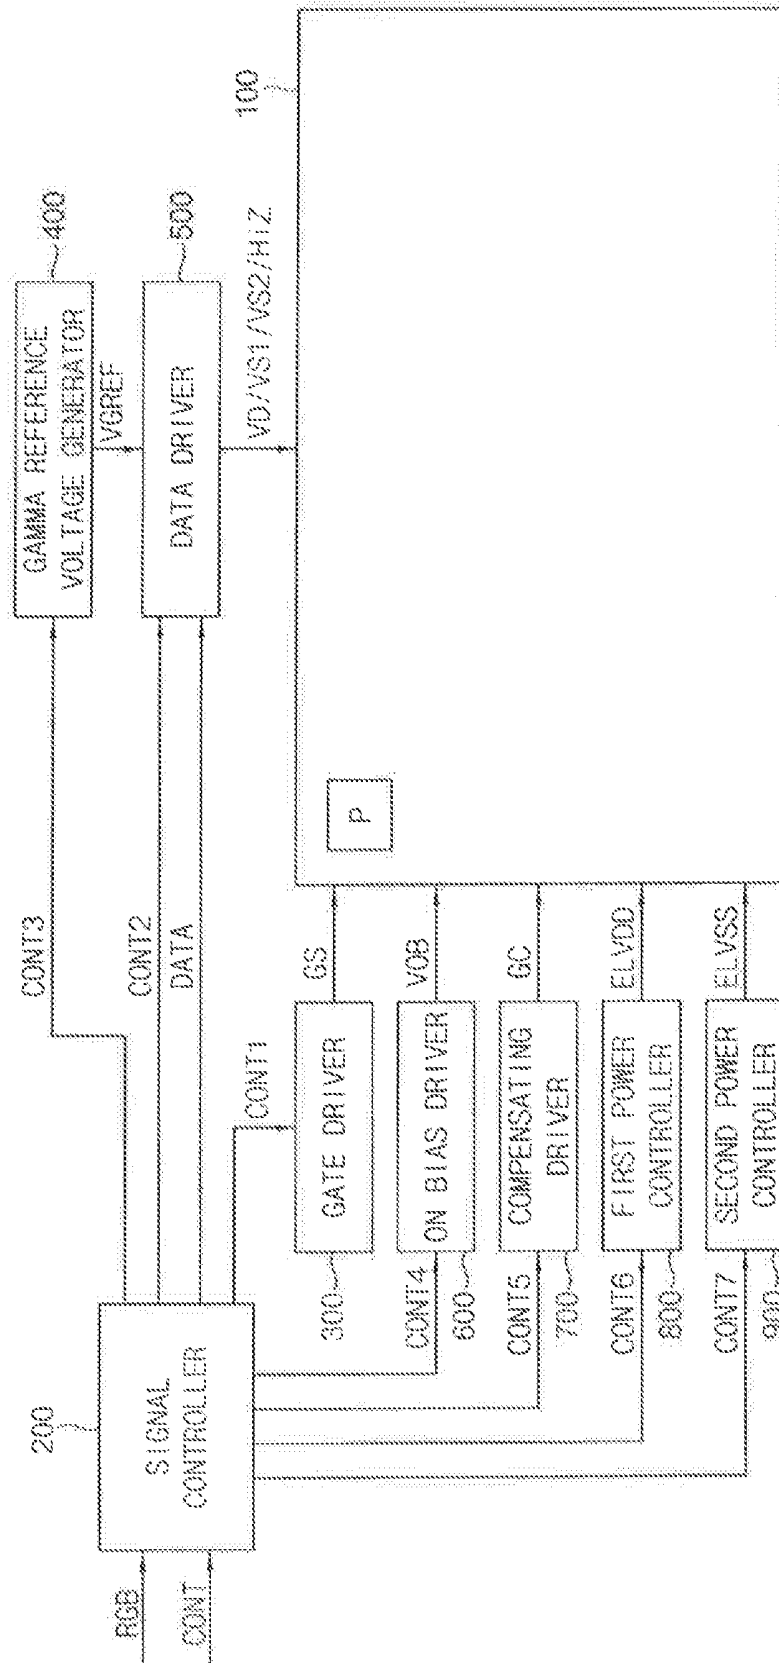 GAMMA REFERENCE
VOLTAGE GENERATOR
400
VGREF
CONT3
CONT2
DATA
DATA DRIVER
500
VD/VS1/VS2/HiZ
100
200
SIGNAL
CONTROLLER
RGB
CONT
CONT1
GATE DRIVER
300
GS
P
CONT4
ON BIAS DRIVER
600
VOB
CONT5
COMPENSATING
DRIVER
700
GC
CONT6
FIRST POWER
CONTROLLER
800
ELVDD
CONT7
SECOND POWER
CONTROLLER
900
ELVSS